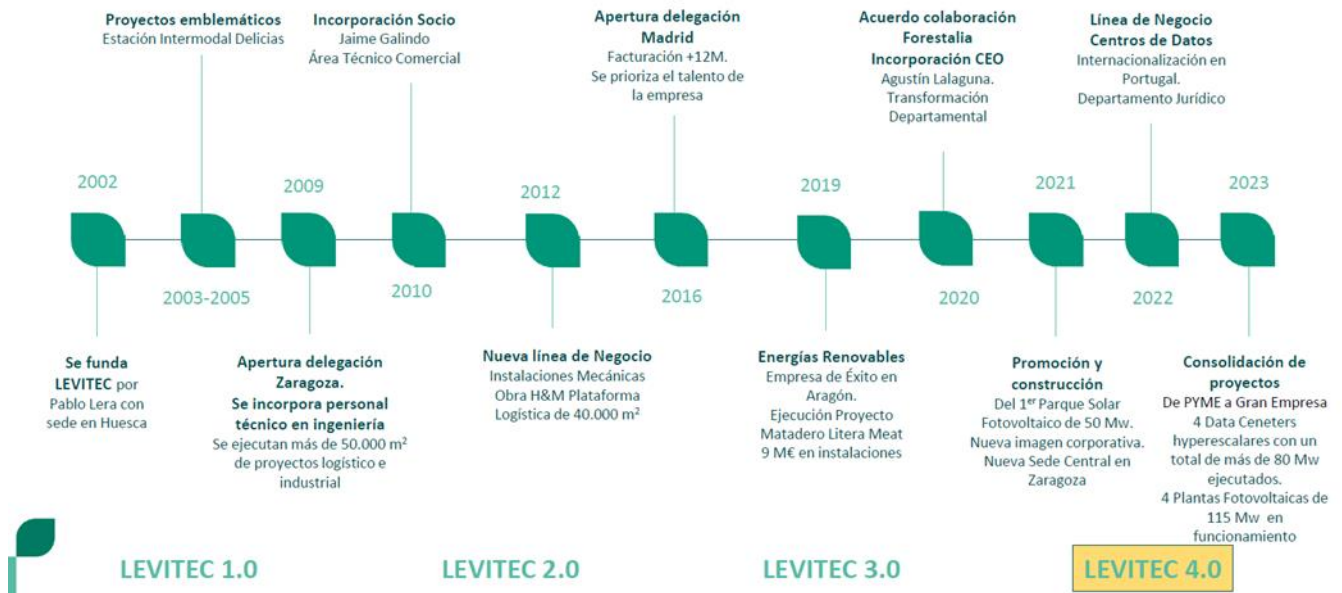 Proyectos emblemáticos
Estación Intermodal Delicias
Incorporación Socio
Jaime Galindo
Área Técnico Comercial
Apertura delegación
Madrid
Facturación +12M.
Se prioriza el talento de
la empresa
Acuerdo colaboración
Forestalia
Incorporación CEO
Agustín Lalaguna.
Transformación
Departamental
Línea de Negocio
Centros de Datos
Internacionalización en
Portugal.
Departamento Jurídico
2002
2009
2012
2019
2021
2023
2003-2005
2010
2016
2020
2022
Se funda
LEVITEC por
Pablo Lera con
sede en Huesca
Apertura delegación
Zaragoza.
Se incorpora personal
técnico en ingeniería
Se ejecutan más de 50.000 m²
de proyectos logístico e
industrial
Nueva línea de Negocio
Instalaciones Mecánicas
Obra H&M Plataforma
Logística de 40.000 m²
Energías Renovables
Empresa de Éxito en
Aragón.
Ejecución Proyecto
Matadero Litera Meat
9 M€ en instalaciones
Promoción y
construcción
Del 1er Parque Solar
Fotovoltaico de 50 Mw.
Nueva imagen corporativa.
Nueva Sede Central en
Zaragoza
Consolidación de
proyectos
De PYME a Gran Empresa
4 Data Ceneters
hyperescalares con un
total de más de 80 Mw
ejecutados.
4 Plantas Fotovoltaicas de
115 Mw en
funcionamiento
LEVITEC 1.0
LEVITEC 2.0
LEVITEC 3.0
LEVITEC 4.0